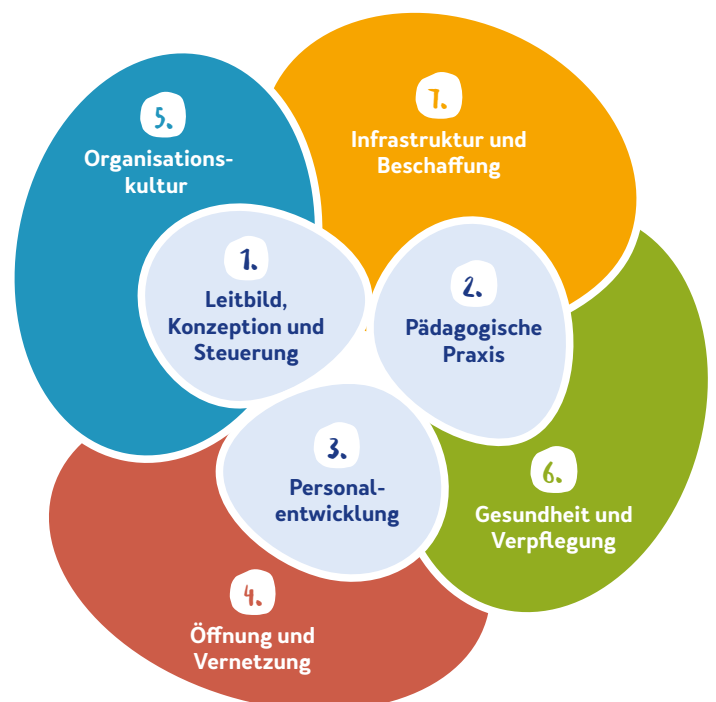 1.
Leitbild,
Konzeption und
Steuerung
2.
Pädagogische
Praxis
3.
Personal-
entwicklung
4.
Öffnung und
Vernetzung
5.
Organisations-
kultur
6.
Gesundheit und
Verpflegung
7.
Infrastruktur und
Beschaffung